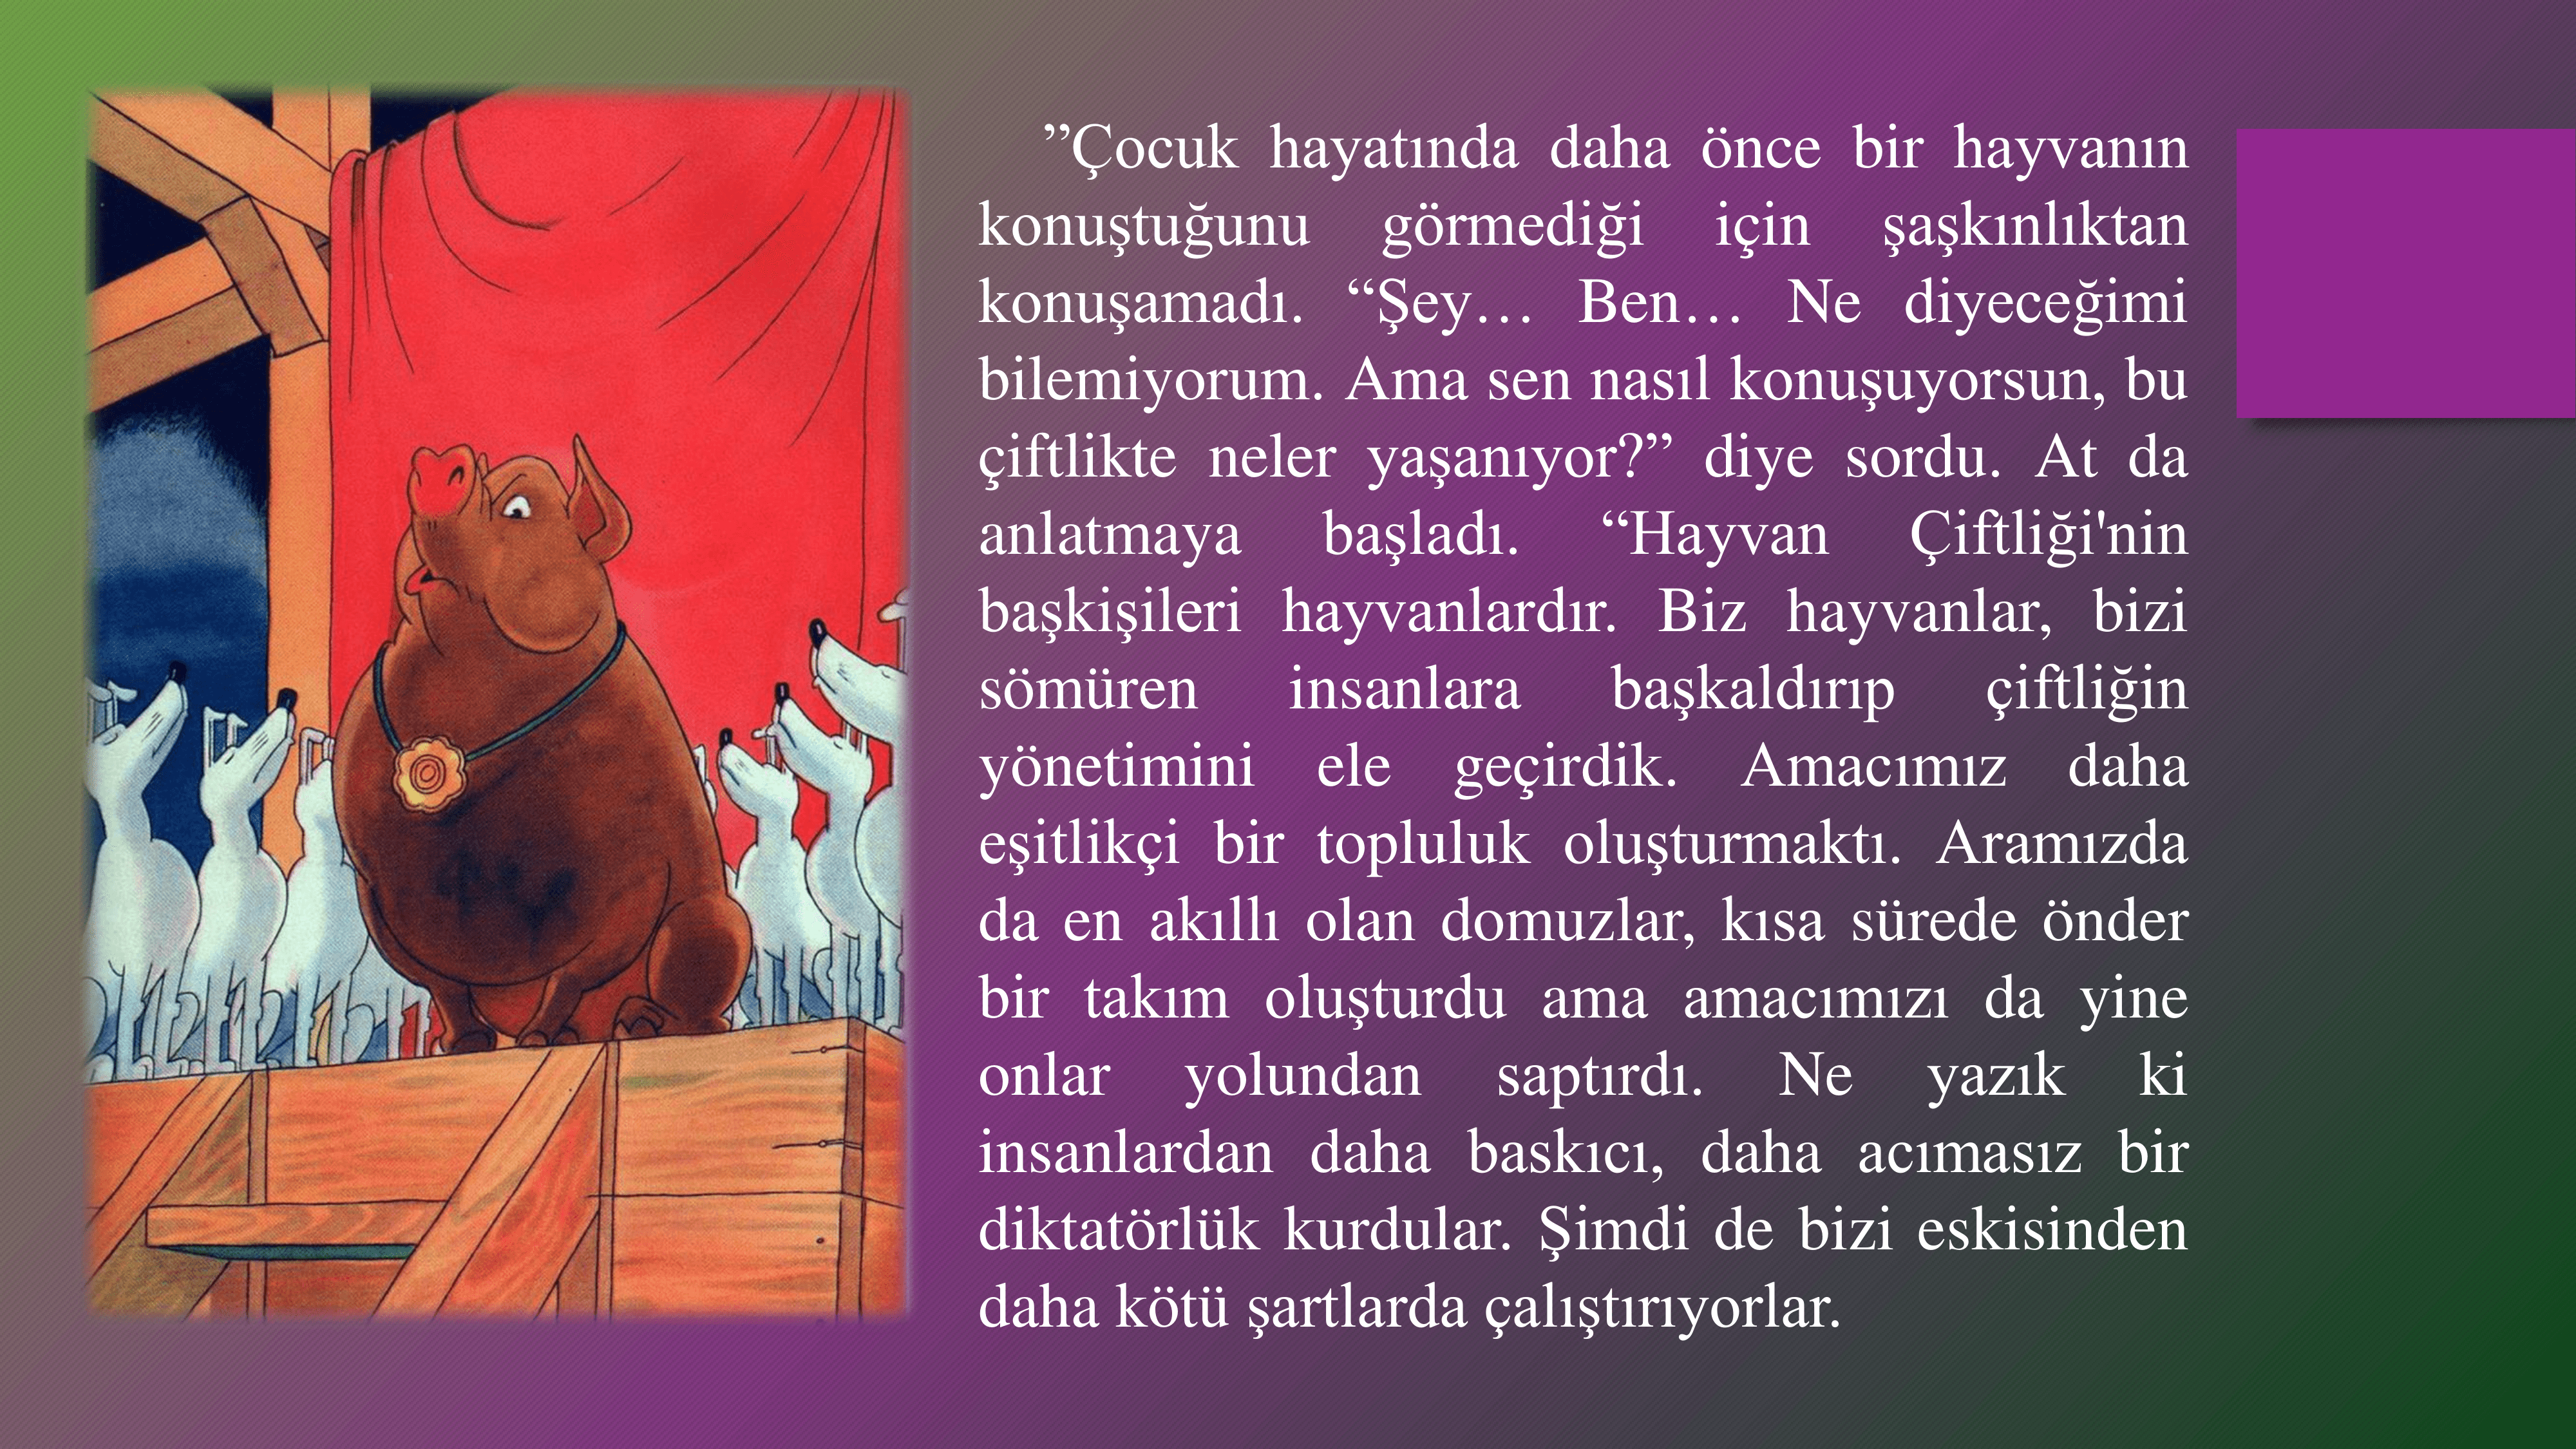 ”Çocuk hayatında daha önce bir hayvanın
konuştuğunu görmediği için şaşkınlıktan
konuşamadı. “Şey… Ben… Ne diyeceğimi
bilemiyorum. Ama sen nasıl konuşuyorsun, bu
çiftlikte neler yaşanıyor?” diye sordu. At da
anlatmaya başladı. “Hayvan Çiftliği'nin
başkişileri hayvanlardır. Biz hayvanlar, bizi
sömüren insanlara başkaldırıp çiftliğin
yönetimini ele geçirdik. Amacımız daha
eşitlikçi bir topluluk oluşturmaktı. Aramızda
da en akıllı olan domuzlar, kısa sürede önder
bir takım oluşturdu ama amacımızı da yine
onlar yolundan saptırdı. Ne yazık ki
insanlardan daha baskıcı, daha acımasız bir
diktatörlük kurdular. Şimdi de bizi eskisinden
daha kötü şartlarda çalıştırıyorlar.